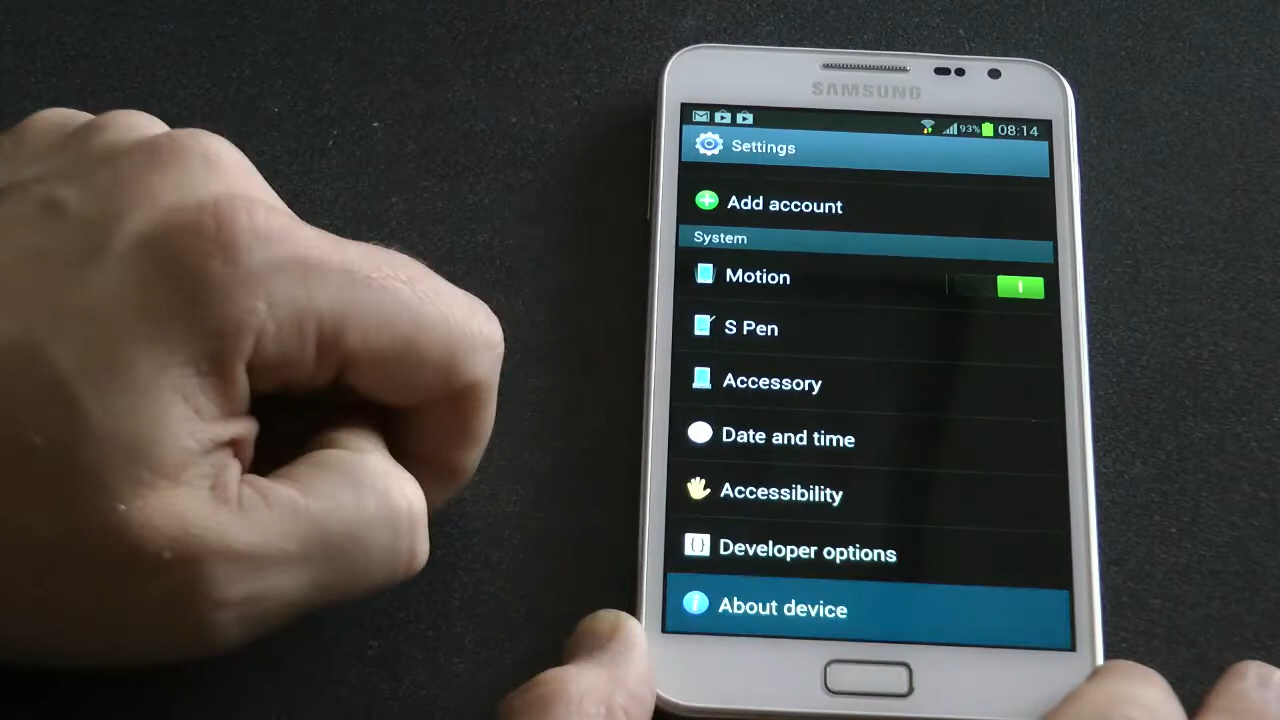 SAMSUNG
93% 08:14
Settings
Add account
System
Motion
S Pen
Accessory
Date and time
Accessibility
Developer options
About device